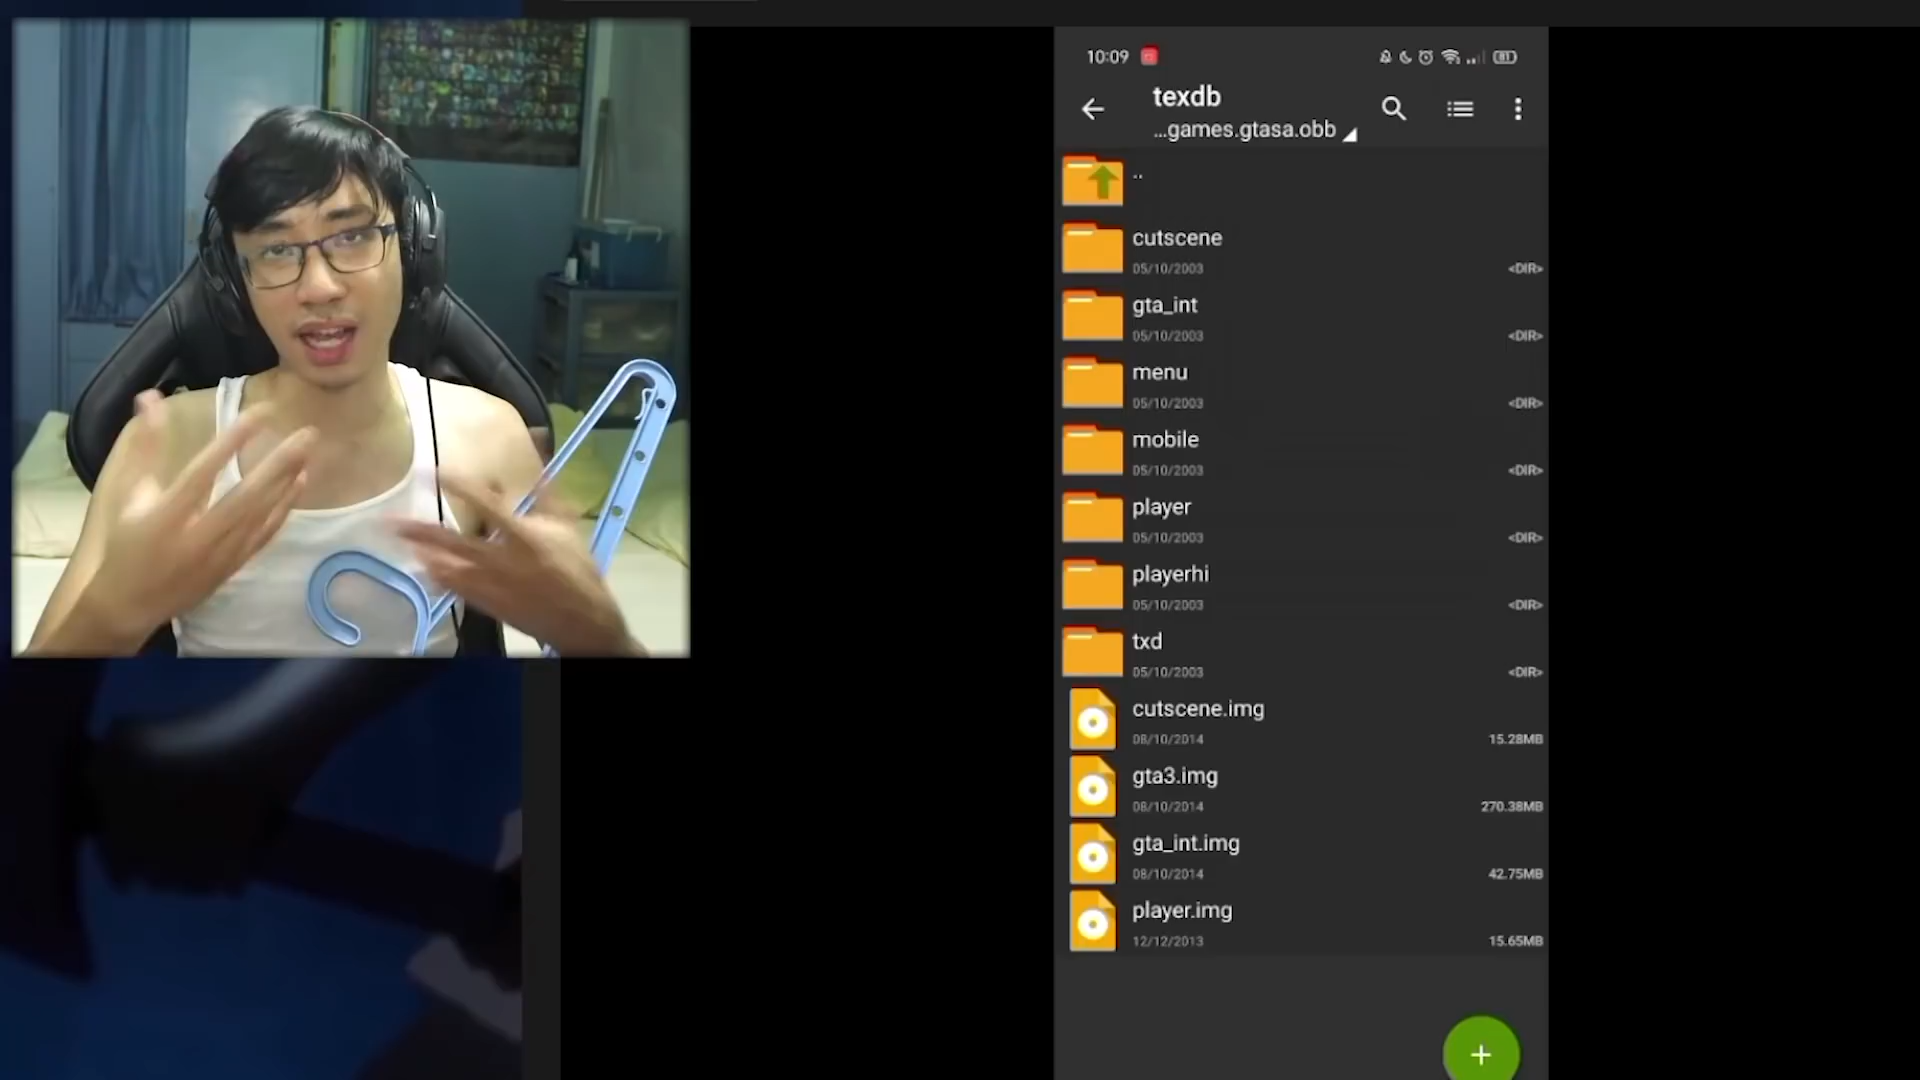 10:09
81
texdb
...games.gtasa.obb
..
cutscene
05/10/2003
<DIR>
gta_int
05/10/2003
<DIR>
menu
05/10/2003
<DIR>
mobile
05/10/2003
<DIR>
player
05/10/2003
<DIR>
playerhi
05/10/2003
<DIR>
txd
05/10/2003
<DIR>
cutscene.img
08/10/2014
15.28MB
gta3.img
08/10/2014
270.38MB
gta_int.img
08/10/2014
42.75MB
player.img
12/12/2013
15.65MB